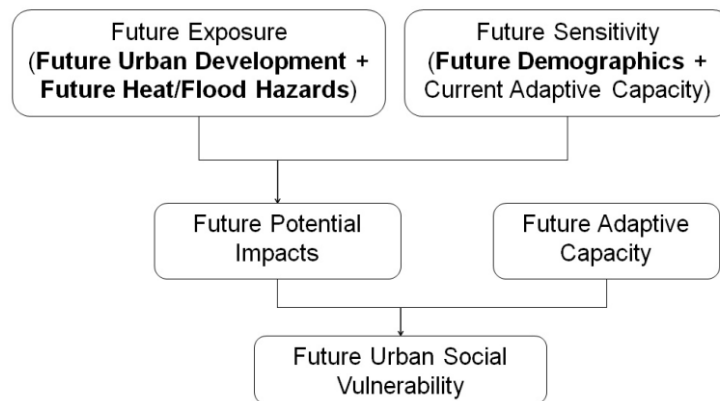 Future Exposure
(Future Urban Development +
Future Heat/Flood Hazards)
Future Sensitivity
(Future Demographics +
Current Adaptive Capacity)
Future Potential
Impacts
Future Adaptive
Capacity
Future Urban Social
Vulnerability